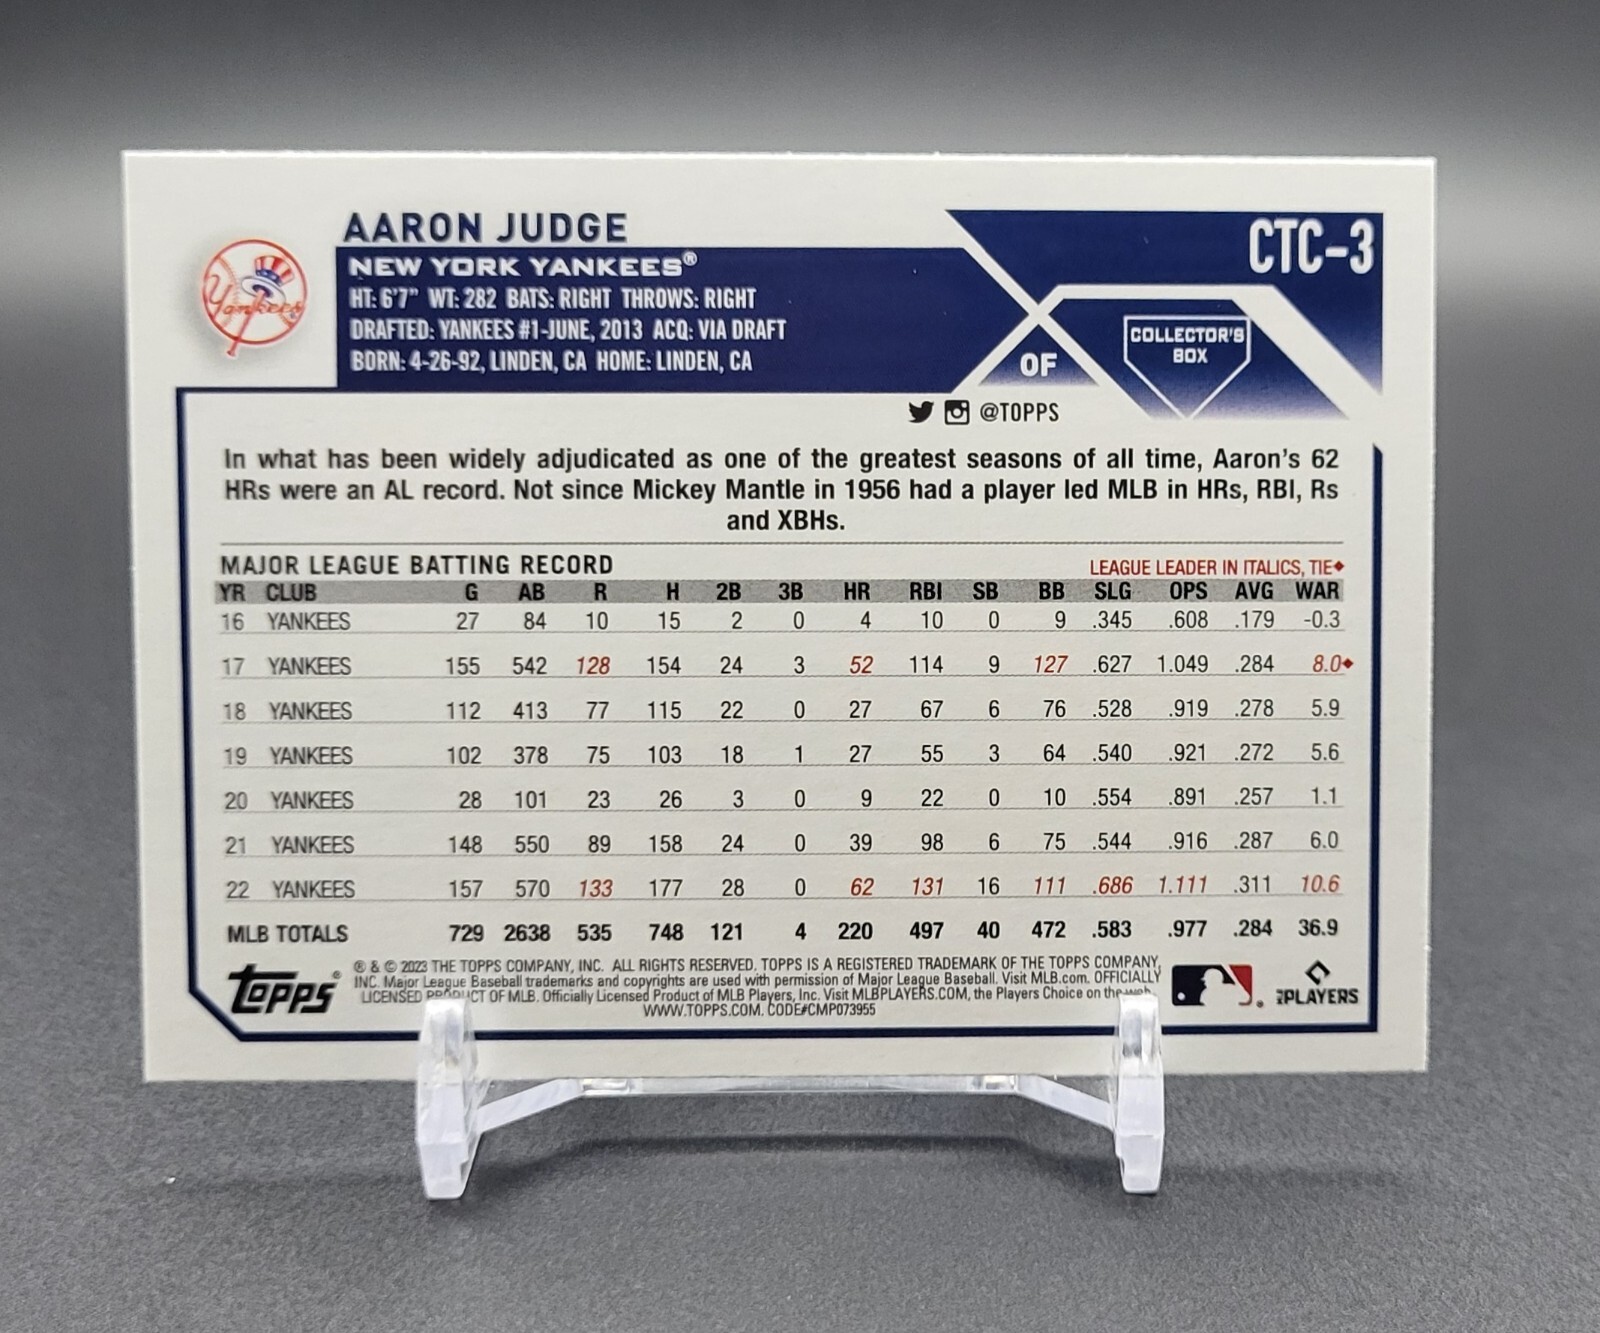 AARON JUDGE
CTC-3
NEW YORK YANKEES®
HT: 6'7" WT: 282 BATS: RIGHT THROWS: RIGHT
DRAFTED: YANKEES #1-JUNE, 2013 ACQ: VIA DRAFT
BORN: 4-26-92, LINDEN, CA HOME: LINDEN, CA
Yankees
OF
COLLECTOR'S
BOX
@TOPPS
In what has been widely adjudicated as one of the greatest seasons of all time, Aaron's 62
HRs were an AL record. Not since Mickey Mantle in 1956 had a player led MLB in HRs, RBI, Rs
and XBHs.
MAJOR LEAGUE BATTING RECORD LEAGUE LEADER IN ITALICS, TIE◆
YR CLUB G AB R H 2B 3B HR RBI SB BB SLG OPS AVG WAR
16 YANKEES 27 84 10 15 2 0 4 10 0 9 .345 .608 .179 -0.3
17 YANKEES 155 542 128 154 24 3 52 114 9 127 .627 1.049 .284 8.0◆
18 YANKEES 112 413 77 115 22 0 27 67 6 76 .528 .919 .278 5.9
19 YANKEES 102 378 75 103 18 1 27 55 3 64 .540 .921 .272 5.6
20 YANKEES 28 101 23 26 3 0 9 22 0 10 .554 .891 .257 1.1
21 YANKEES 148 550 89 158 24 0 39 98 6 75 .544 .916 .287 6.0
22 YANKEES 157 570 133 177 28 0 62 131 16 111 .686 1.111 .311 10.6
MLB TOTALS 729 2638 535 748 121 4 220 497 40 472 .583 .977 .284 36.9
Topps®
® & © 2023 THE TOPPS COMPANY, INC. ALL RIGHTS RESERVED. TOPPS IS A REGISTERED TRADEMARK OF THE TOPPS COMPANY,
INC. Major League Baseball trademarks and copyrights are used with permission of Major League Baseball. Visit MLB.com. OFFICIALLY
LICENSED PRODUCT OF MLB. Officially Licensed Product of MLB Players, Inc. Visit MLBPLAYERS.COM, the Players Choice on the web.
WWW.TOPPS.COM. CODE#CMP073955
PLAYERS